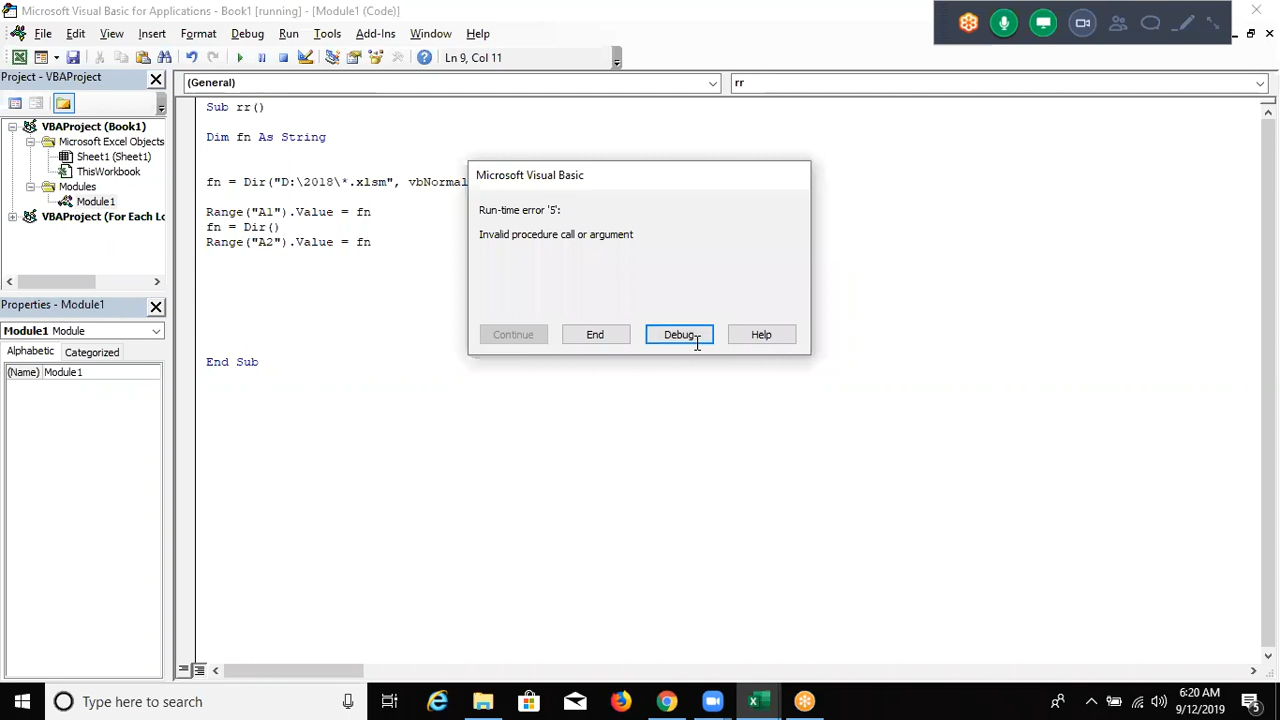 Microsoft Visual Basic for Applications - Book1 [running] - [Module1 (Code)]
File Edit View Insert Format Debug Run Tools Add-Ins Window Help
Ln 9, Col 11
Project - VBAProject
(General)
rr
VBAProject (Book1)
Microsoft Excel Objects
Sheet1 (Sheet1)
ThisWorkbook
Modules
Module1
VBAProject (For Each Lo
Sub rr()
Dim fn As String
fn = Dir("D:\2018\*.xlsm", vbNormal
Range("A1").Value = fn
fn = Dir()
Range("A2").Value = fn
End Sub
Microsoft Visual Basic
Run-time error '5':
Invalid procedure call or argument
Continue End Debug Help
Properties - Module1
Module1 Module
Alphabetic Categorized
(Name) Module1
Type here to search
6:20 AM
9/12/2019
5